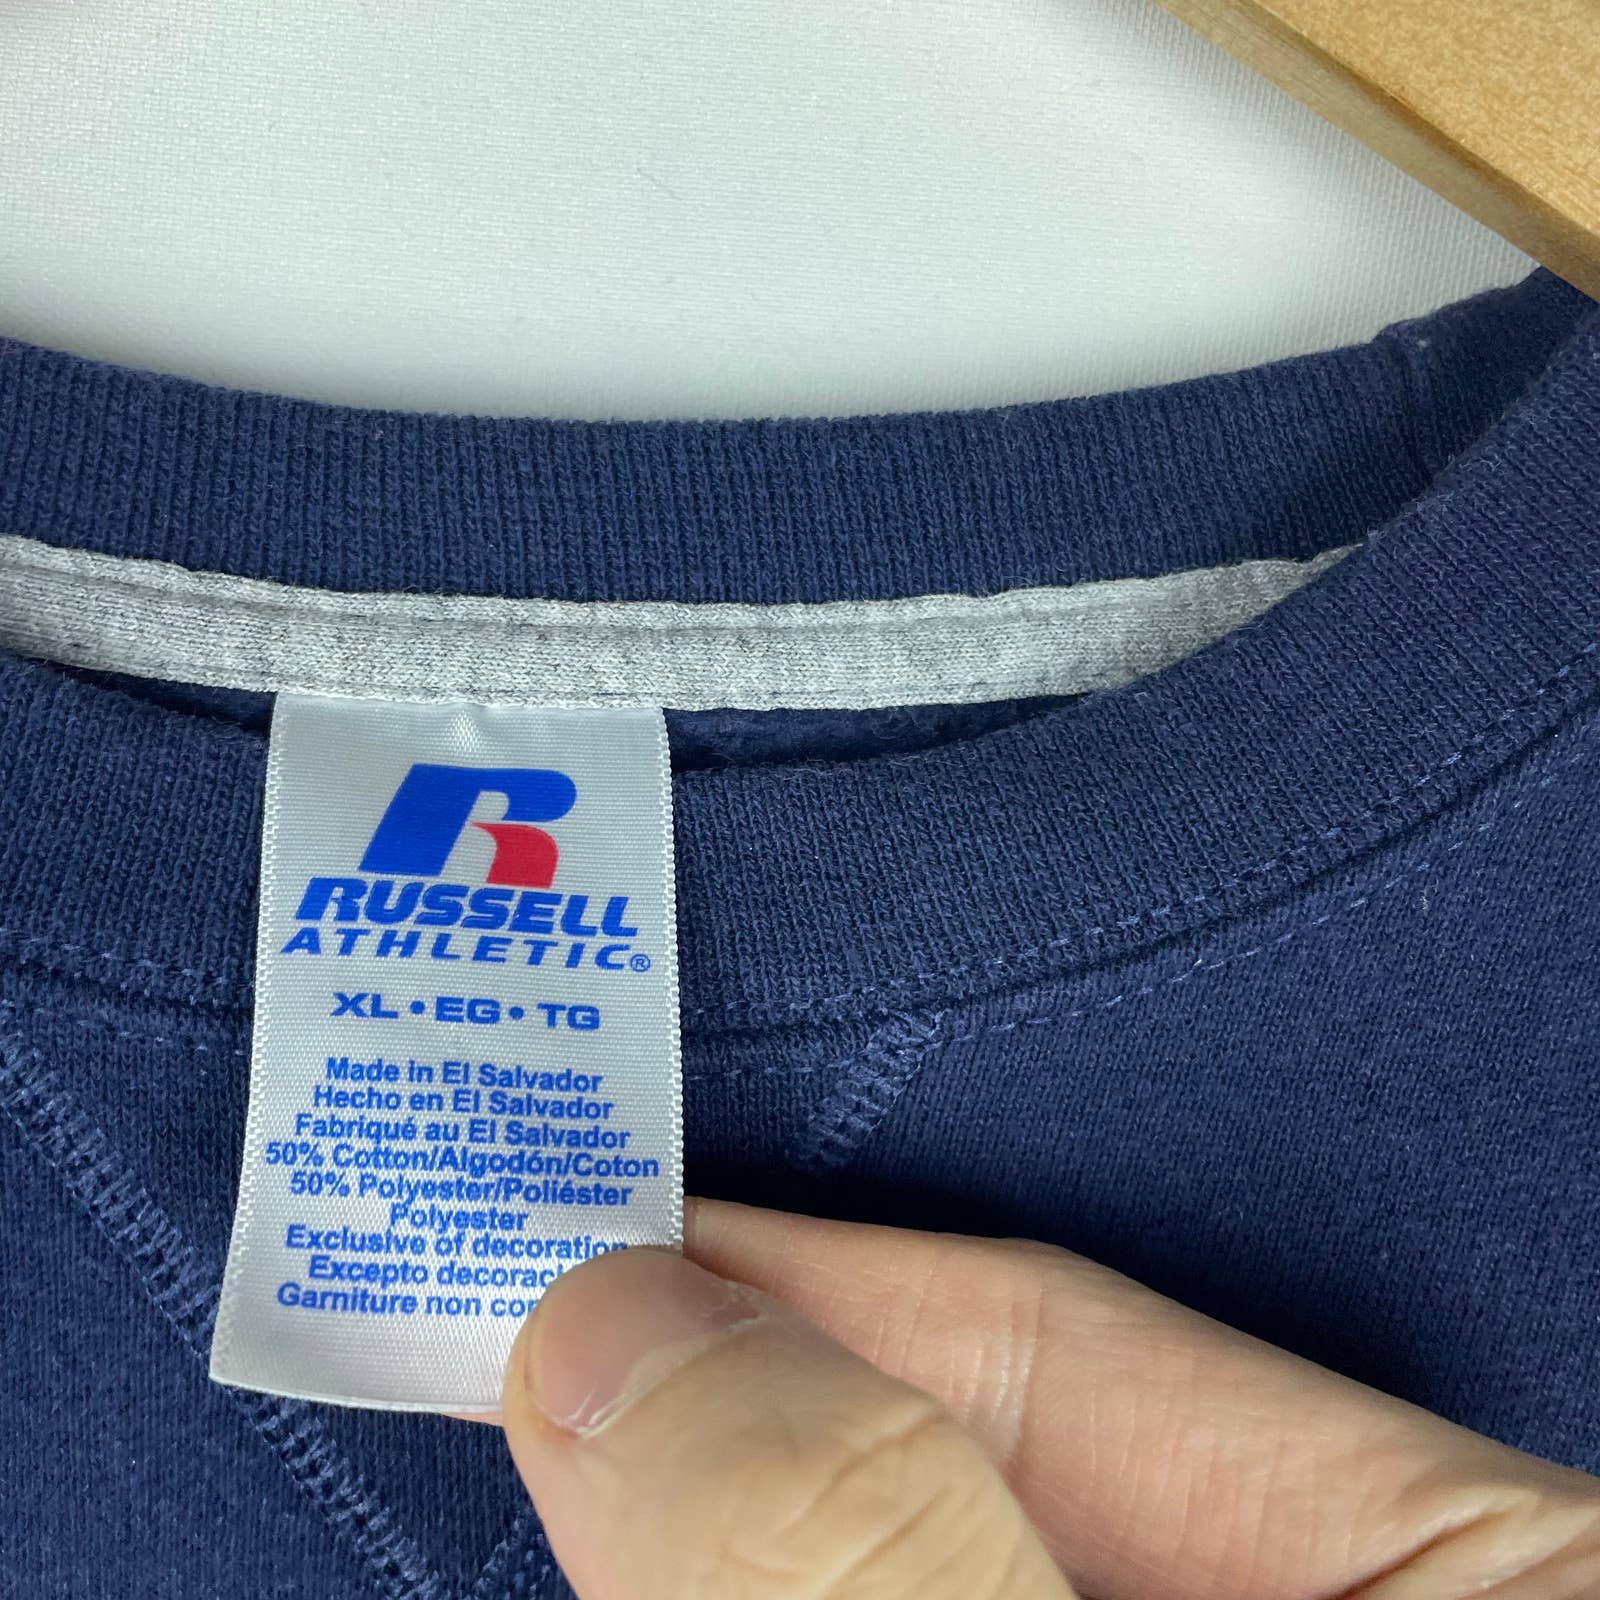 R
RUSSELL
ATHLETIC®
XL • EG • TG
Made in El Salvador
Hecho en El Salvador
Fabriqué au El Salvador
50% Cotton/Algodón/Coton
50% Polyester/Poliéster
Polyester
Exclusive of decoration
Excepto
Garniture non